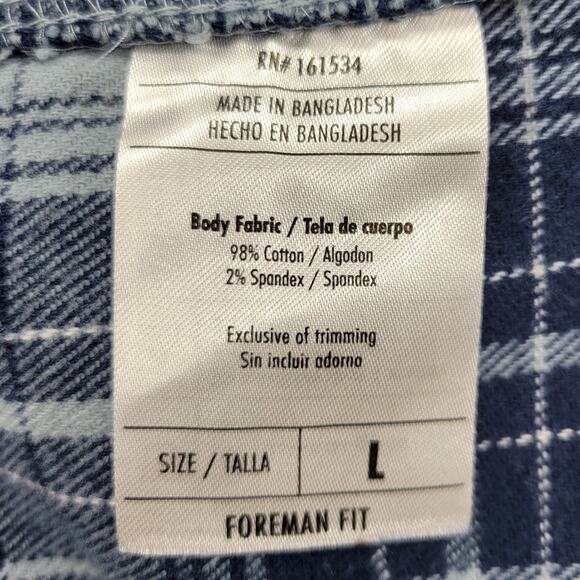 RN# 161534
MADE IN BANGLADESH
HECHO EN BANGLADESH
Body Fabric / Tela de cuerpo
98% Cotton / Algodon
2% Spandex / Spandex
Exclusive of trimming
Sin incluir adorno
SIZE / TALLA L
FOREMAN FIT